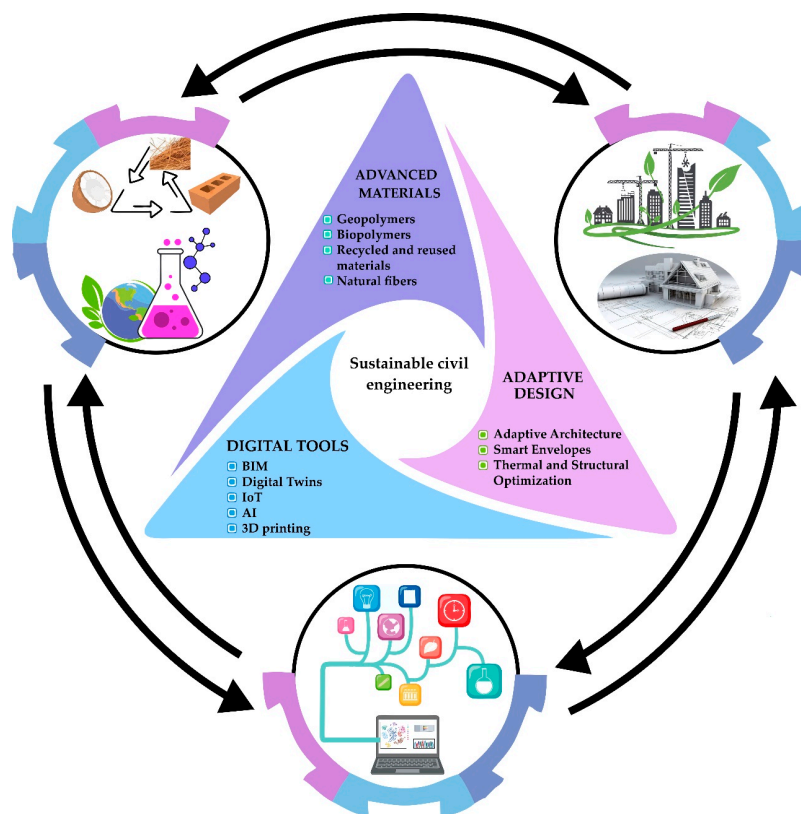 ADVANCED
MATERIALS
Geopolymers
Biopolymers
Recycled and reused
materials
Natural fibers
Sustainable civil
engineering
ADAPTIVE
DESIGN
Adaptive Architecture
Smart Envelopes
Thermal and Structural
Optimization
DIGITAL TOOLS
BIM
Digital Twins
IoT
AI
3D printing